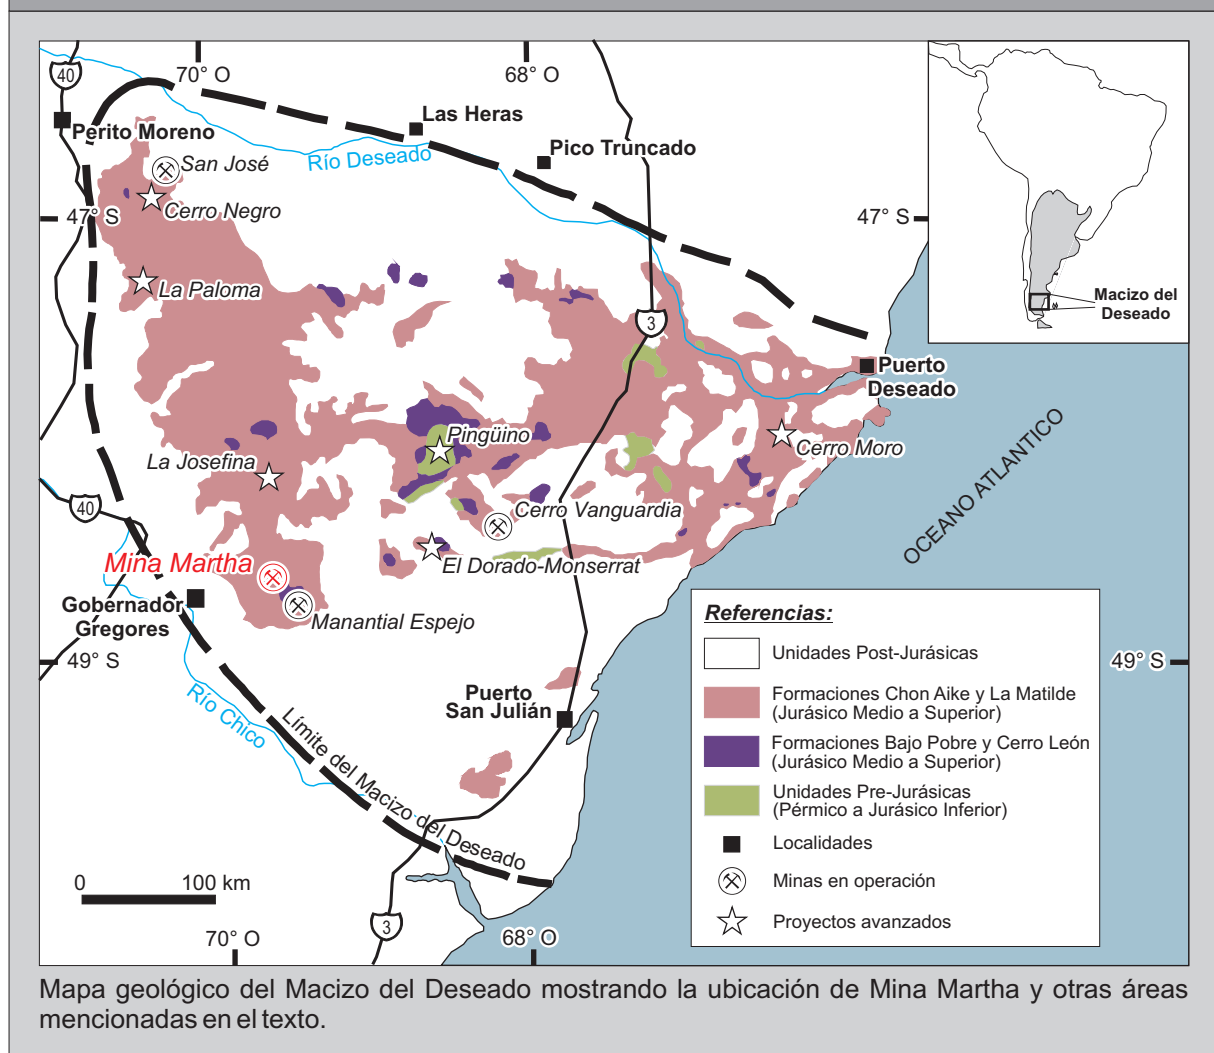 40
70° O
68° O
Las Heras
Perito Moreno
Pico Truncado
San José
Río Deseado
Cerro Negro
47° S
47° S
La Paloma
Macizo del
Deseado
3
Puerto
Deseado
Pingüino
Cerro Moro
La Josefina
OCEANO ATLANTICO
40
Cerro Vanguardia
Mina Martha
El Dorado-Monserrat
Gobernador
Gregores
Manantial Espejo
49° S
49° S
Río Chico
Puerto
San Julián
Límite del Macizo del Deseado
0 100 km
3
70° O
68° O
Referencias:
Unidades Post-Jurásicas
Formaciones Chon Aike y La Matilde
(Jurásico Medio a Superior)
Formaciones Bajo Pobre y Cerro León
(Jurásico Medio a Superior)
Unidades Pre-Jurásicas
(Pérmico a Jurásico Inferior)
Localidades
Minas en operación
Proyectos avanzados
Mapa geológico del Macizo del Deseado mostrando la ubicación de Mina Martha y otras áreas
mencionadas en el texto.